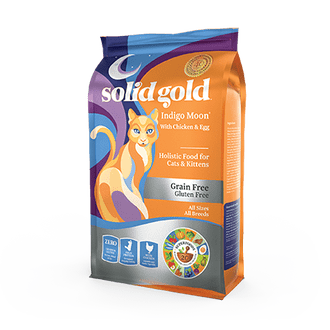 solid gold
Indigo Moon®
With Chicken & Egg
Holistic Food for
Cats & Kittens
Grain Free
Gluten Free
All Sizes
All Breeds
ZERO